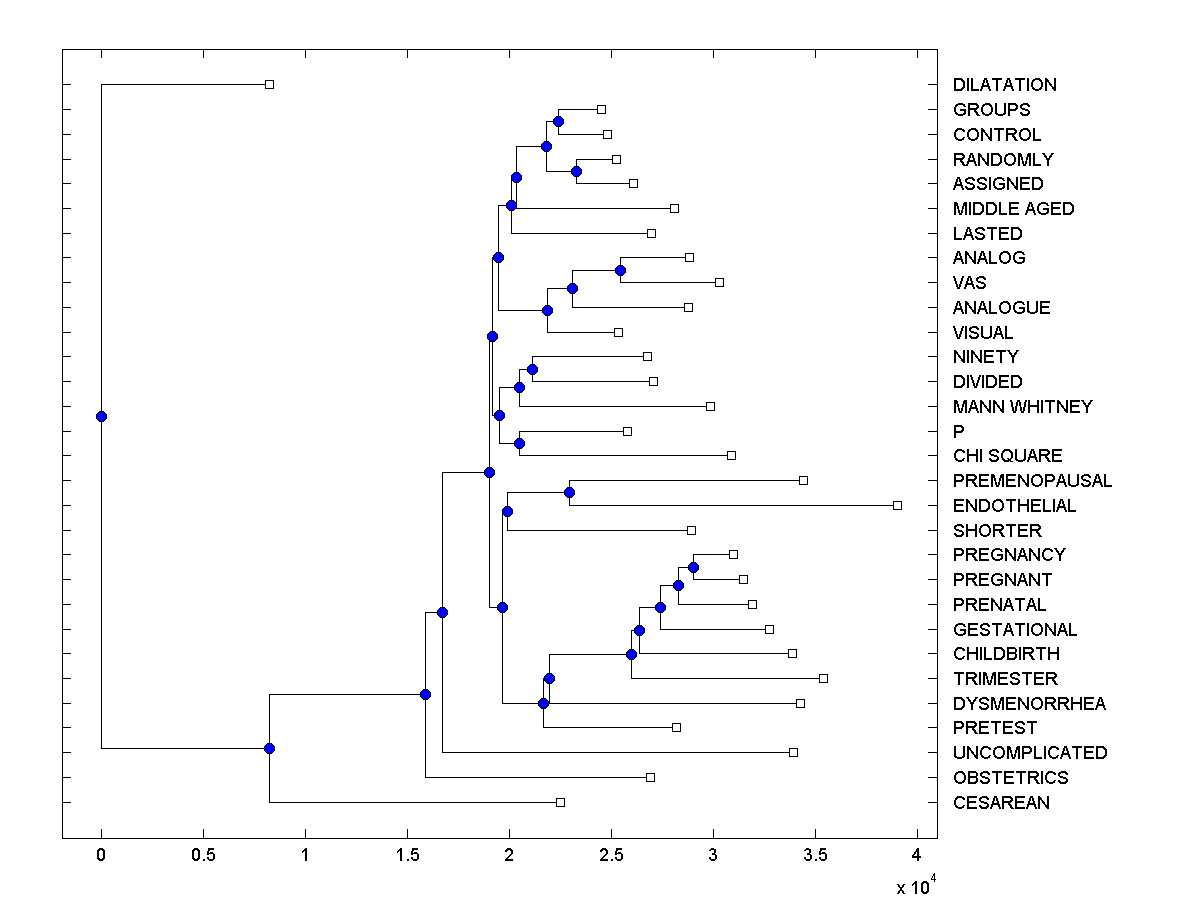 DILATATION
GROUPS
CONTROL
RANDOMLY
ASSIGNED
MIDDLE AGED
LASTED
ANALOG
VAS
ANALOGUE
VISUAL
NINETY
DIVIDED
MANN WHITNEY
P
CHI SQUARE
PREMENOPAUSAL
ENDOTHELIAL
SHORTER
PREGNANCY
PREGNANT
PRENATAL
GESTATIONAL
CHILDBIRTH
TRIMESTER
DYSMENORRHEA
PRETEST
UNCOMPLICATED
OBSTETRICS
CESAREAN
0 0.5 1 1.5 2 2.5 3 3.5 4
x 10^4